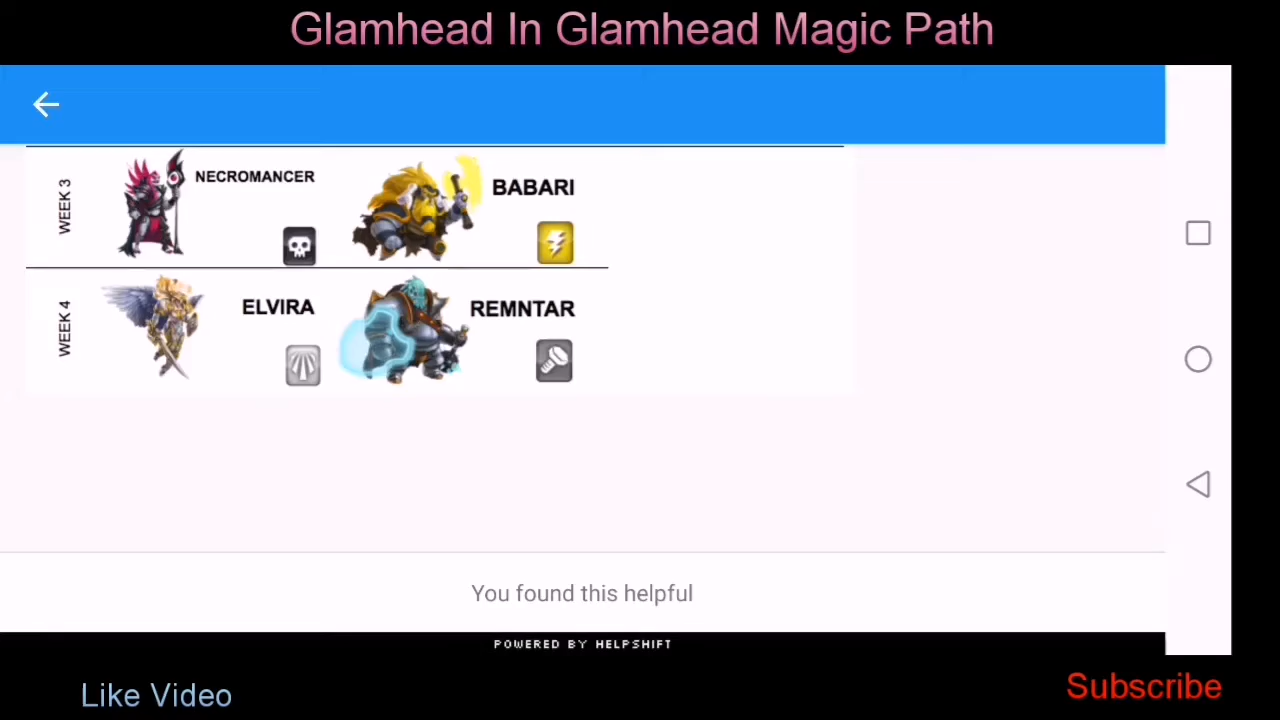 Glamhead In Glamhead Magic Path
WEEK 3
NECROMANCER
BABARI
WEEK 4
ELVIRA
REMNTAR
You found this helpful
POWERED BY HELPSHIFT
Like Video
Subscribe